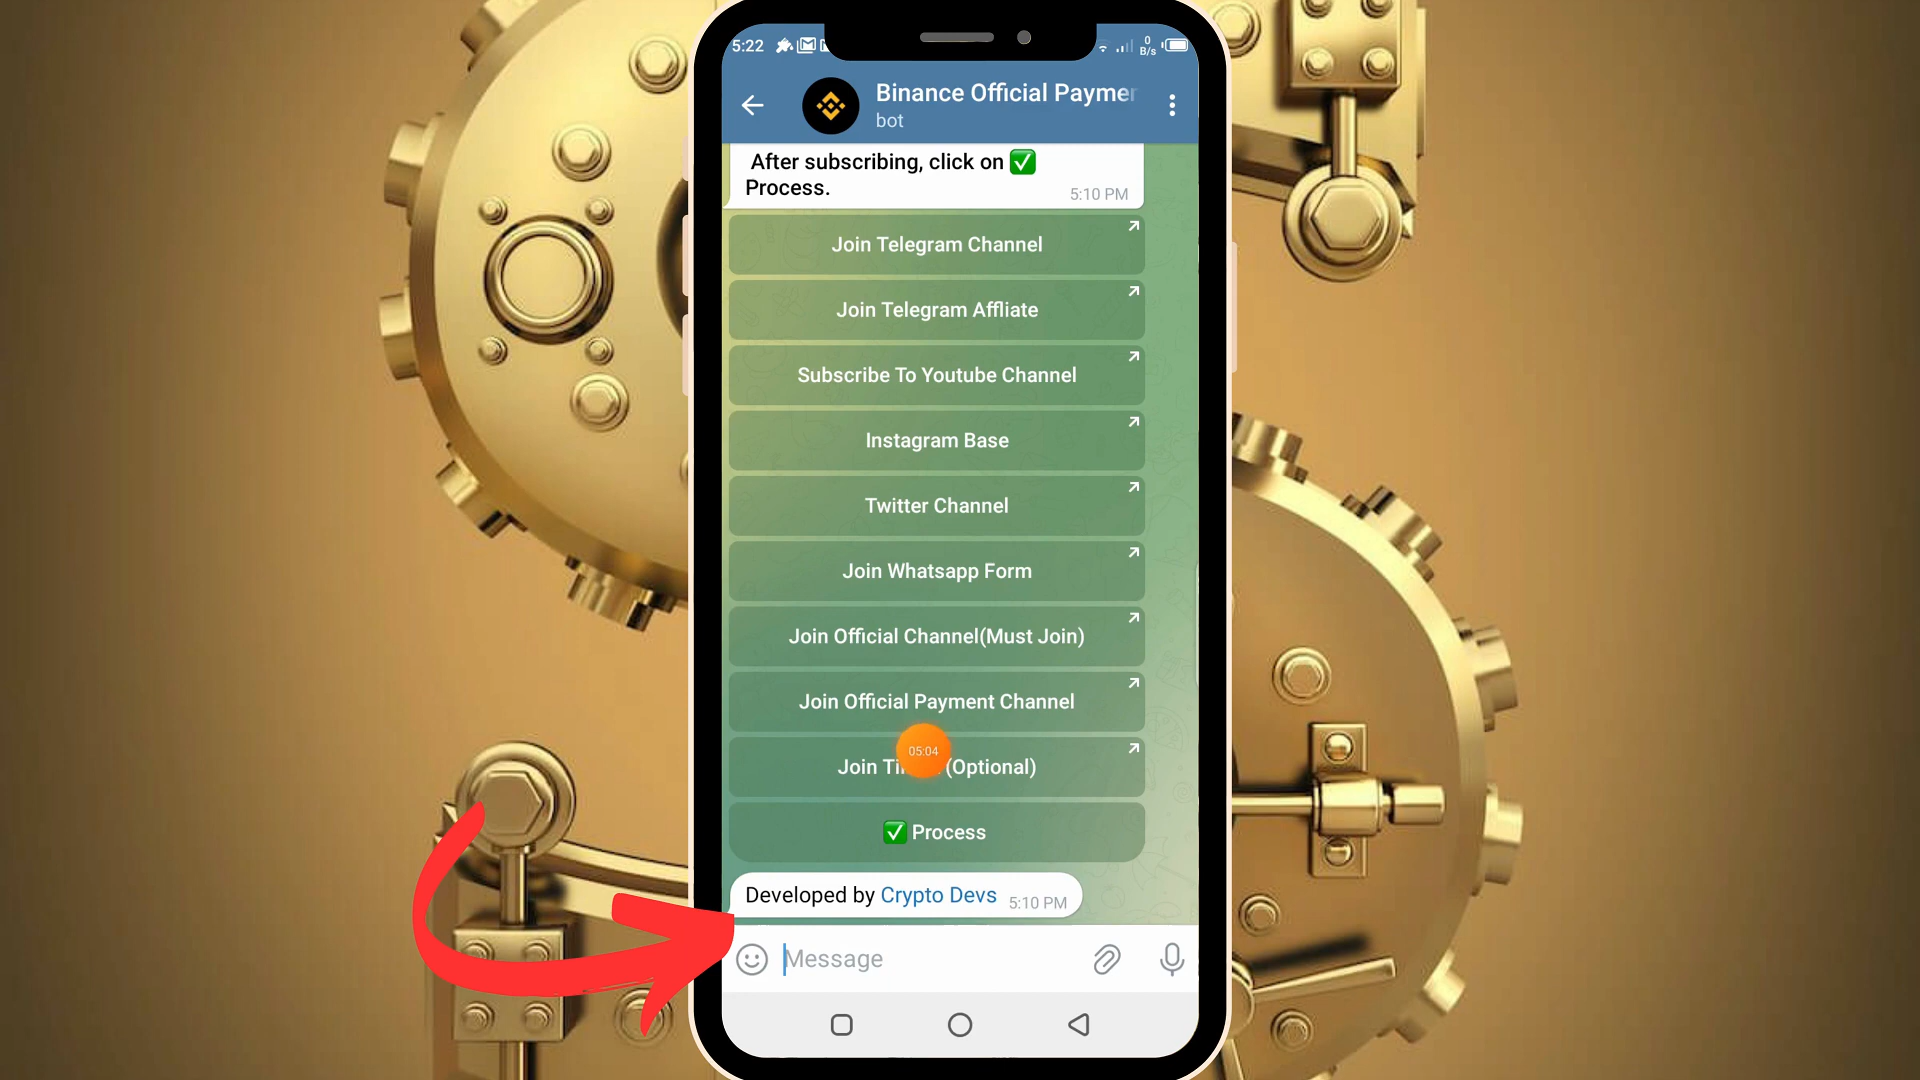 5:22
0
B/s
Binance Official Paymer
bot
After subscribing, click on ✅
Process.
5:10 PM
Join Telegram Channel
Join Telegram Affliate
Subscribe To Youtube Channel
Instagram Base
Twitter Channel
Join Whatsapp Form
Join Official Channel(Must Join)
Join Official Payment Channel
05:04
Join (Optional)
✅ Process
Developed by Crypto Devs 5:10 PM
Message